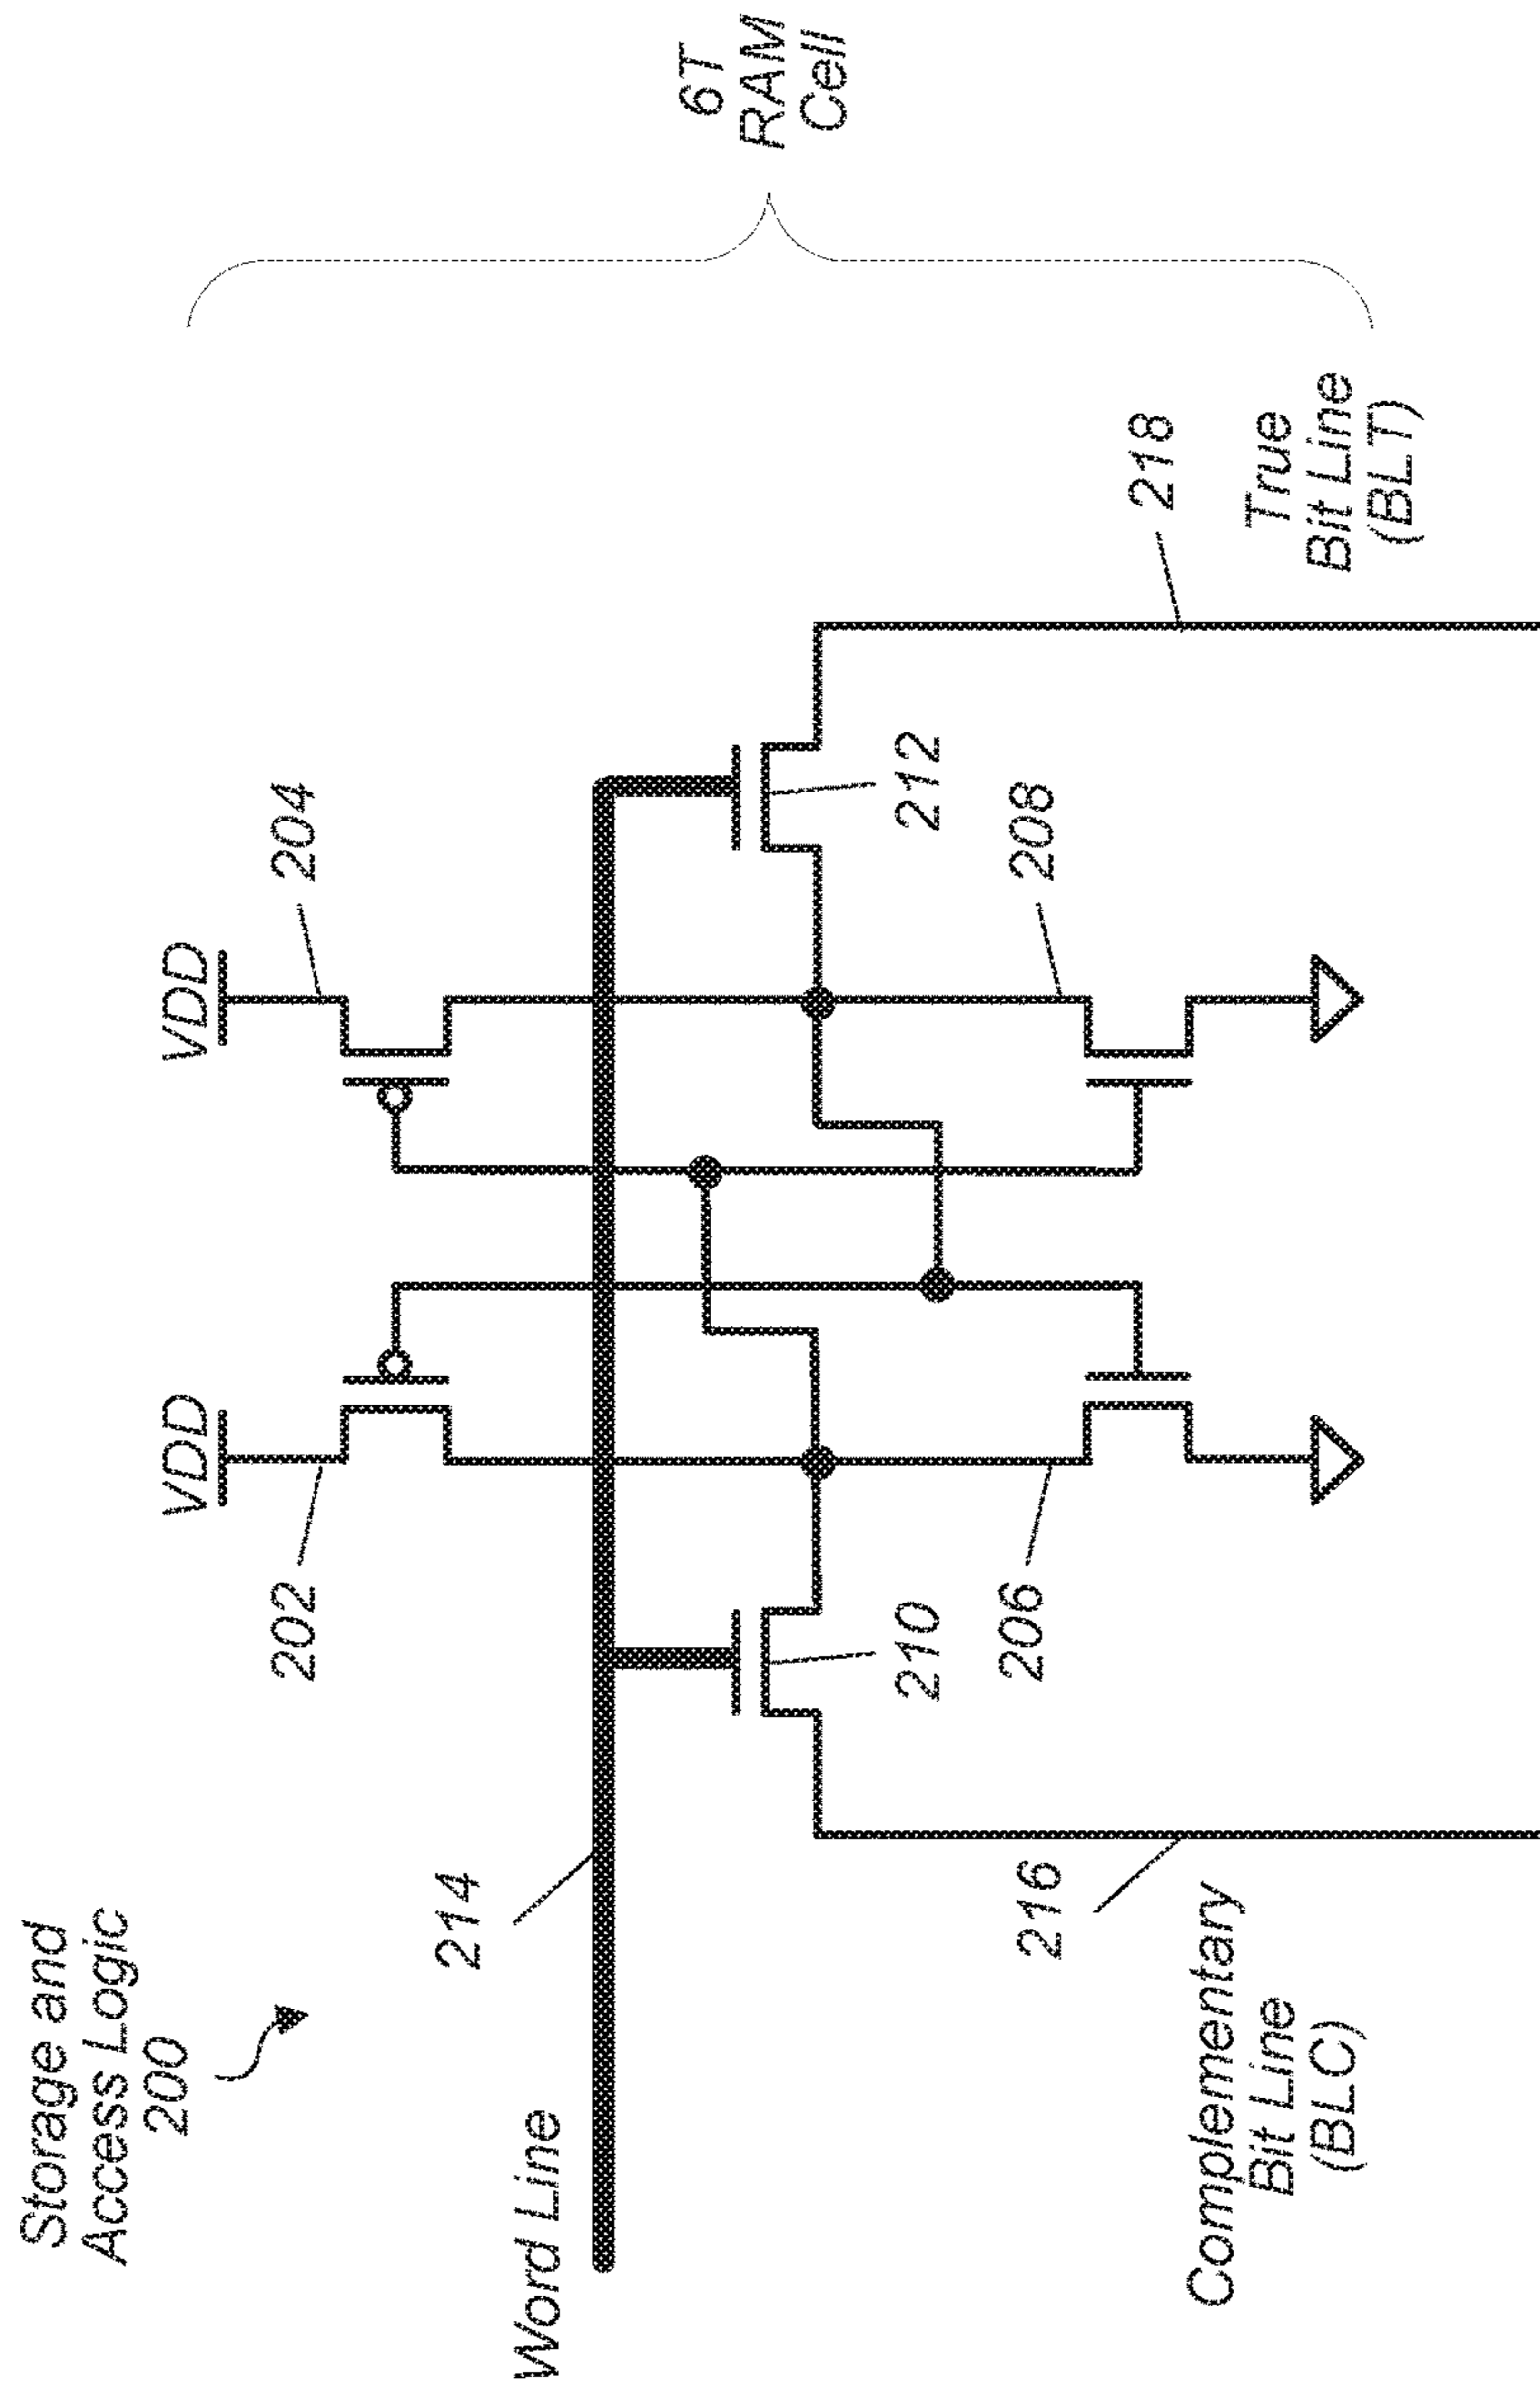 Storage and
Access Logic
200
Word Line
214
VDD
VDD
202
204
210
212
206
208
216
218
Complementary
Bit Line
(BLC)
True
Bit Line
(BLT)
6T
RAM
Cell